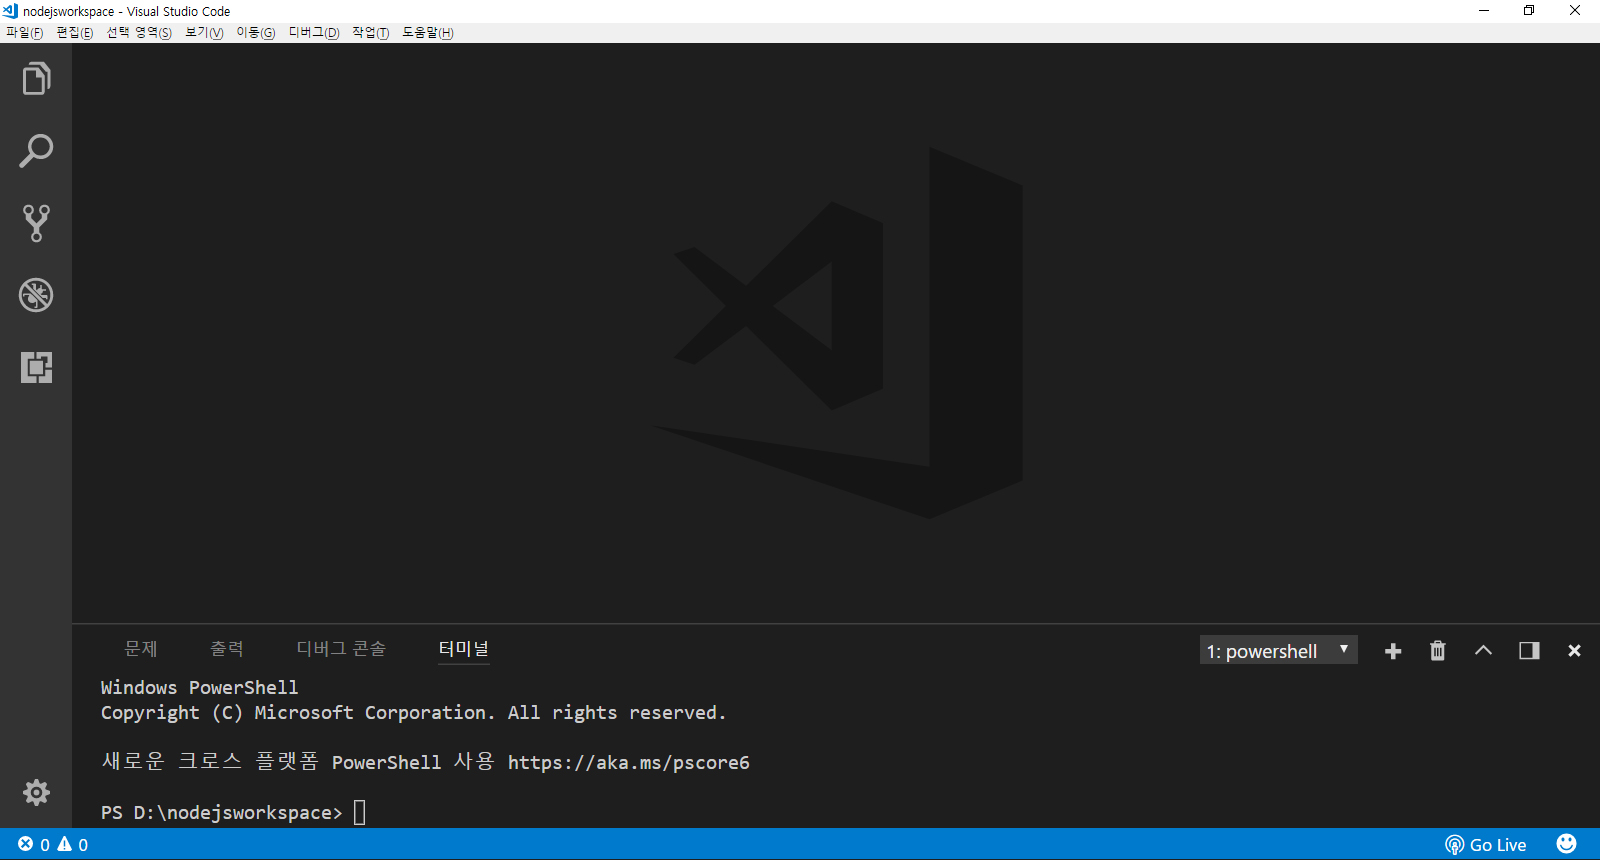 nodejsworkspace - Visual Studio Code
파일(F) 편집(E) 선택 영역(S) 보기(V) 이동(G) 디버그(D) 작업(T) 도움말(H)
문제 출력 디버그 콘솔 터미널 1: powershell
Windows PowerShell
Copyright (C) Microsoft Corporation. All rights reserved.
새로운 크로스 플랫폼 PowerShell 사용 https://aka.ms/pscore6
PS D:\nodejsworkspace>
0 0 Go Live